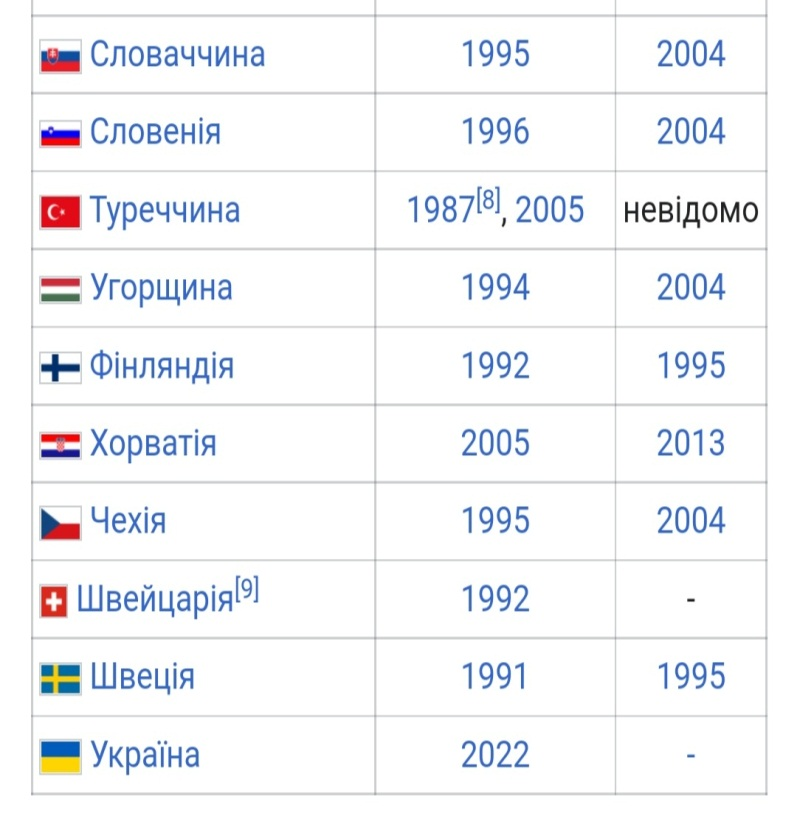 Словаччина 1995 2004
Словенія 1996 2004
Туреччина 1987[8], 2005 невідомо
Угорщина 1994 2004
Фінляндія 1992 1995
Хорватія 2005 2013
Чехія 1995 2004
Швейцарія[9] 1992 -
Швеція 1991 1995
Україна 2022 -